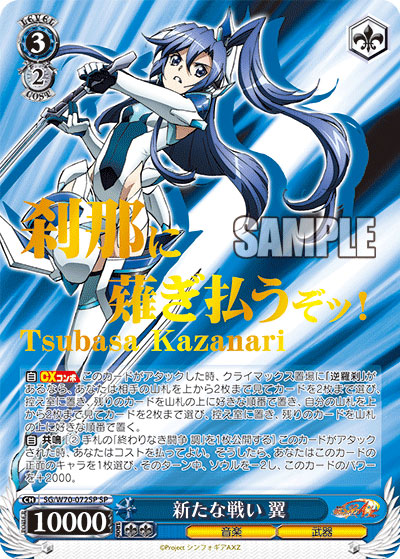 LEVEL
3
2
COST
刹那に
薙ぎ払うぞッ!
SAMPLE
Tsubasa Kazanari
自 CXコンボ このカードがアタックした時、クライマックス置場に「逆羅刹」が
あるなら、あなたは相手の山札を上から2枚まで見てカードを2枚まで選び、
控え室に置き、残りのカードを山札の上に好きな順番で置き、自分の山札を上
から2枚まで見てカードを2枚まで選び、控え室に置き、残りのカードを山札
の上に好きな順番で置く。
自 共鳴 [② 手札の「終わりなき闘争 調」を1枚公開する] このカードがアタックし
た時、あなたはコストを払ってよい。そうしたら、あなたはこのカードの
正面のキャラを1枚選び、そのターン中、ソウルを-2し、このカードのパワー
を+2000。
CH
SG/W70-072SP SP
10000
新たな戦い 翼
音楽
武器
©Project シンフォギアAXZ